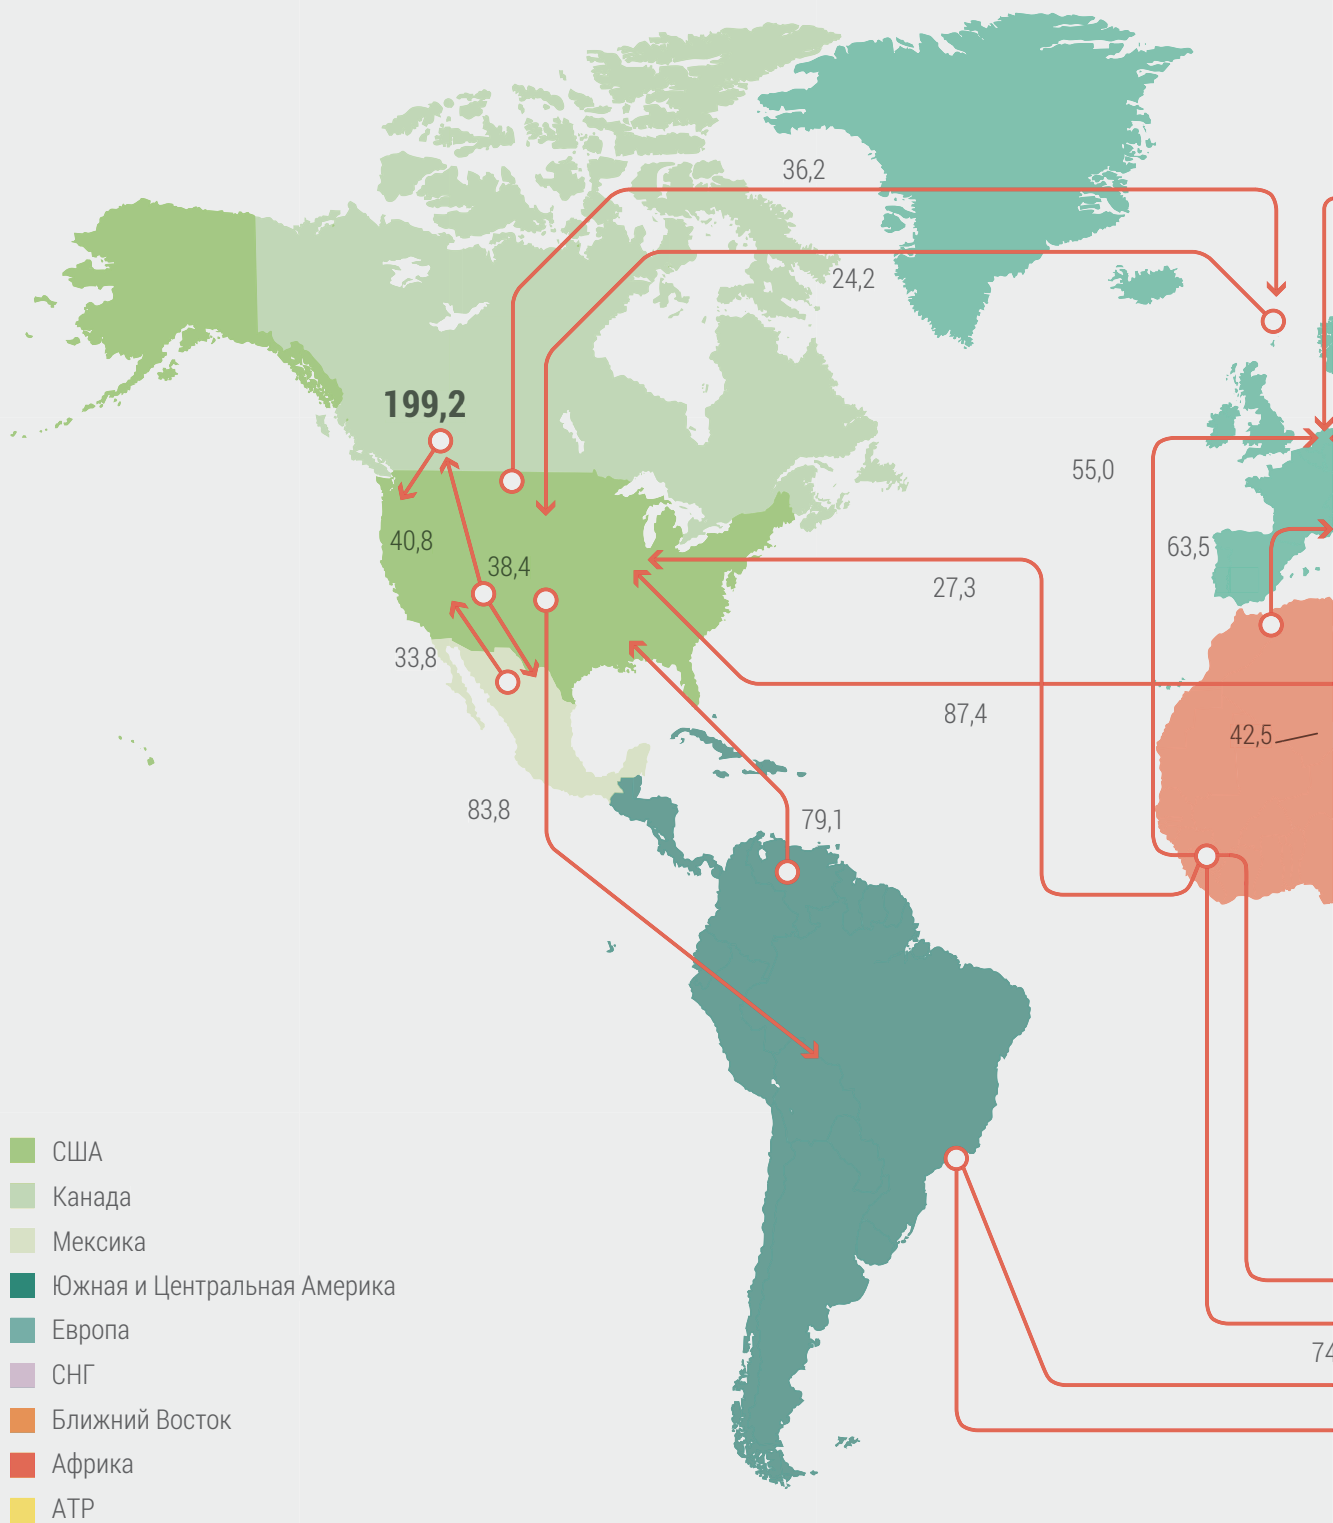 36,2
24,2
199,2
55,0
40,8
63,5
38,4
27,3
33,8
87,4
42,5
83,8
79,1
США
Канада
Мексика
Южная и Центральная Америка
Европа
74
СНГ
Ближний Восток
Африка
АТР